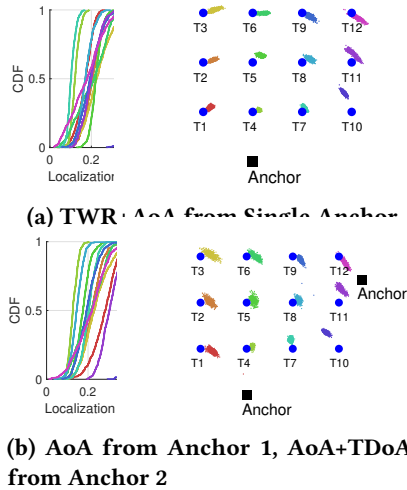 1
T3 T6 T9 T12
CDF
0.5
T2 T5 T8 T11
T1 T4 T7 T10
0
0 0.2
Localization
Anchor
(a) TWR+AoA from Single Anchor
1
T3 T6 T9 T12
Anchor
CDF
0.5
T2 T5 T8 T11
T1 T4 T7 T10
0
0 0.2
Localization
Anchor
(b) AoA from Anchor 1, AoA+TDoA
from Anchor 2